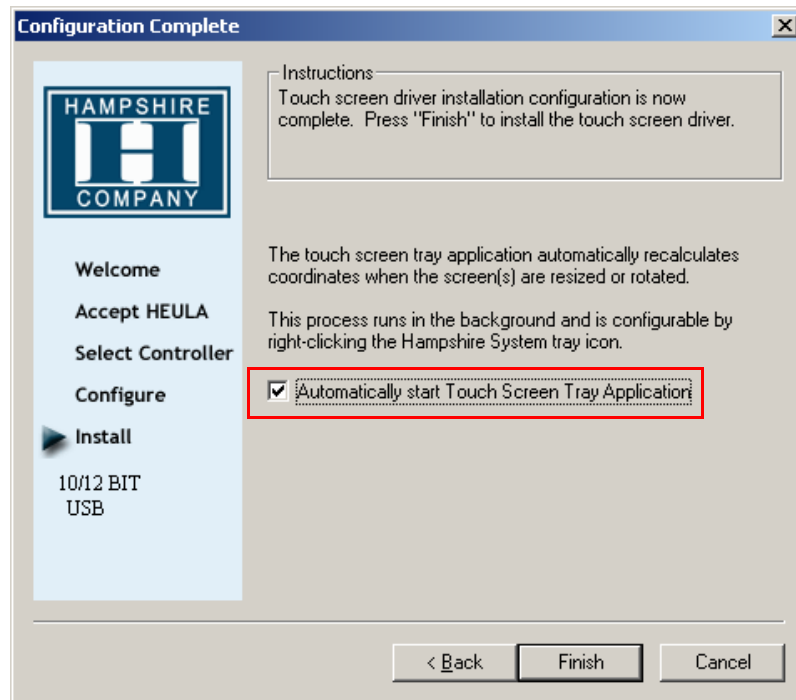 Configuration Complete
HAMPSHIRE
COMPANY
Welcome
Accept HEULA
Select Controller
Configure
Install
10/12 BIT
USB
Instructions
Touch screen driver installation configuration is now
complete.  Press "Finish" to install the touch screen driver.
The touch screen tray application automatically recalculates
coordinates when the screen(s) are resized or rotated.
This process runs in the background and is configurable by
right-clicking the Hampshire System tray icon.
Automatically start Touch Screen Tray Application
< Back
Finish
Cancel